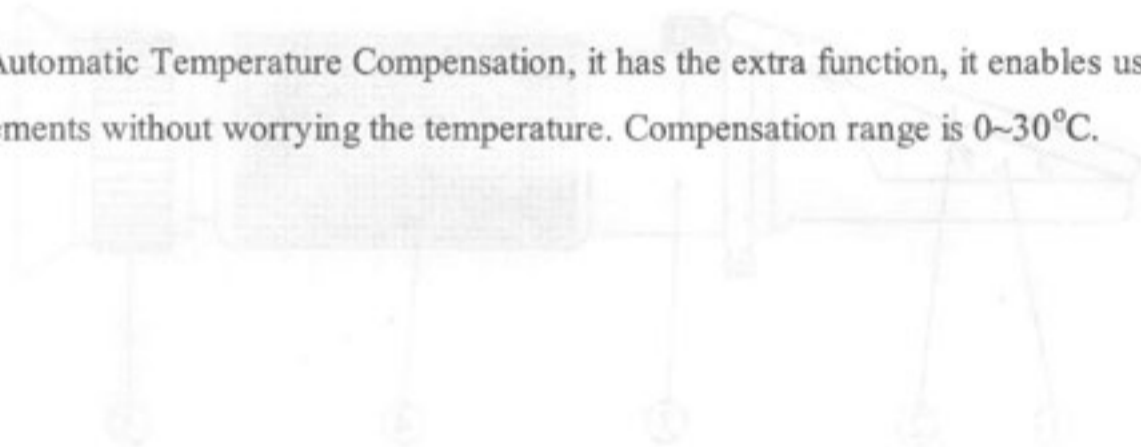 Automatic Temperature Compensation, it has the extra function, it enables us
ements without worrying the temperature. Compensation range is 0~30°C.